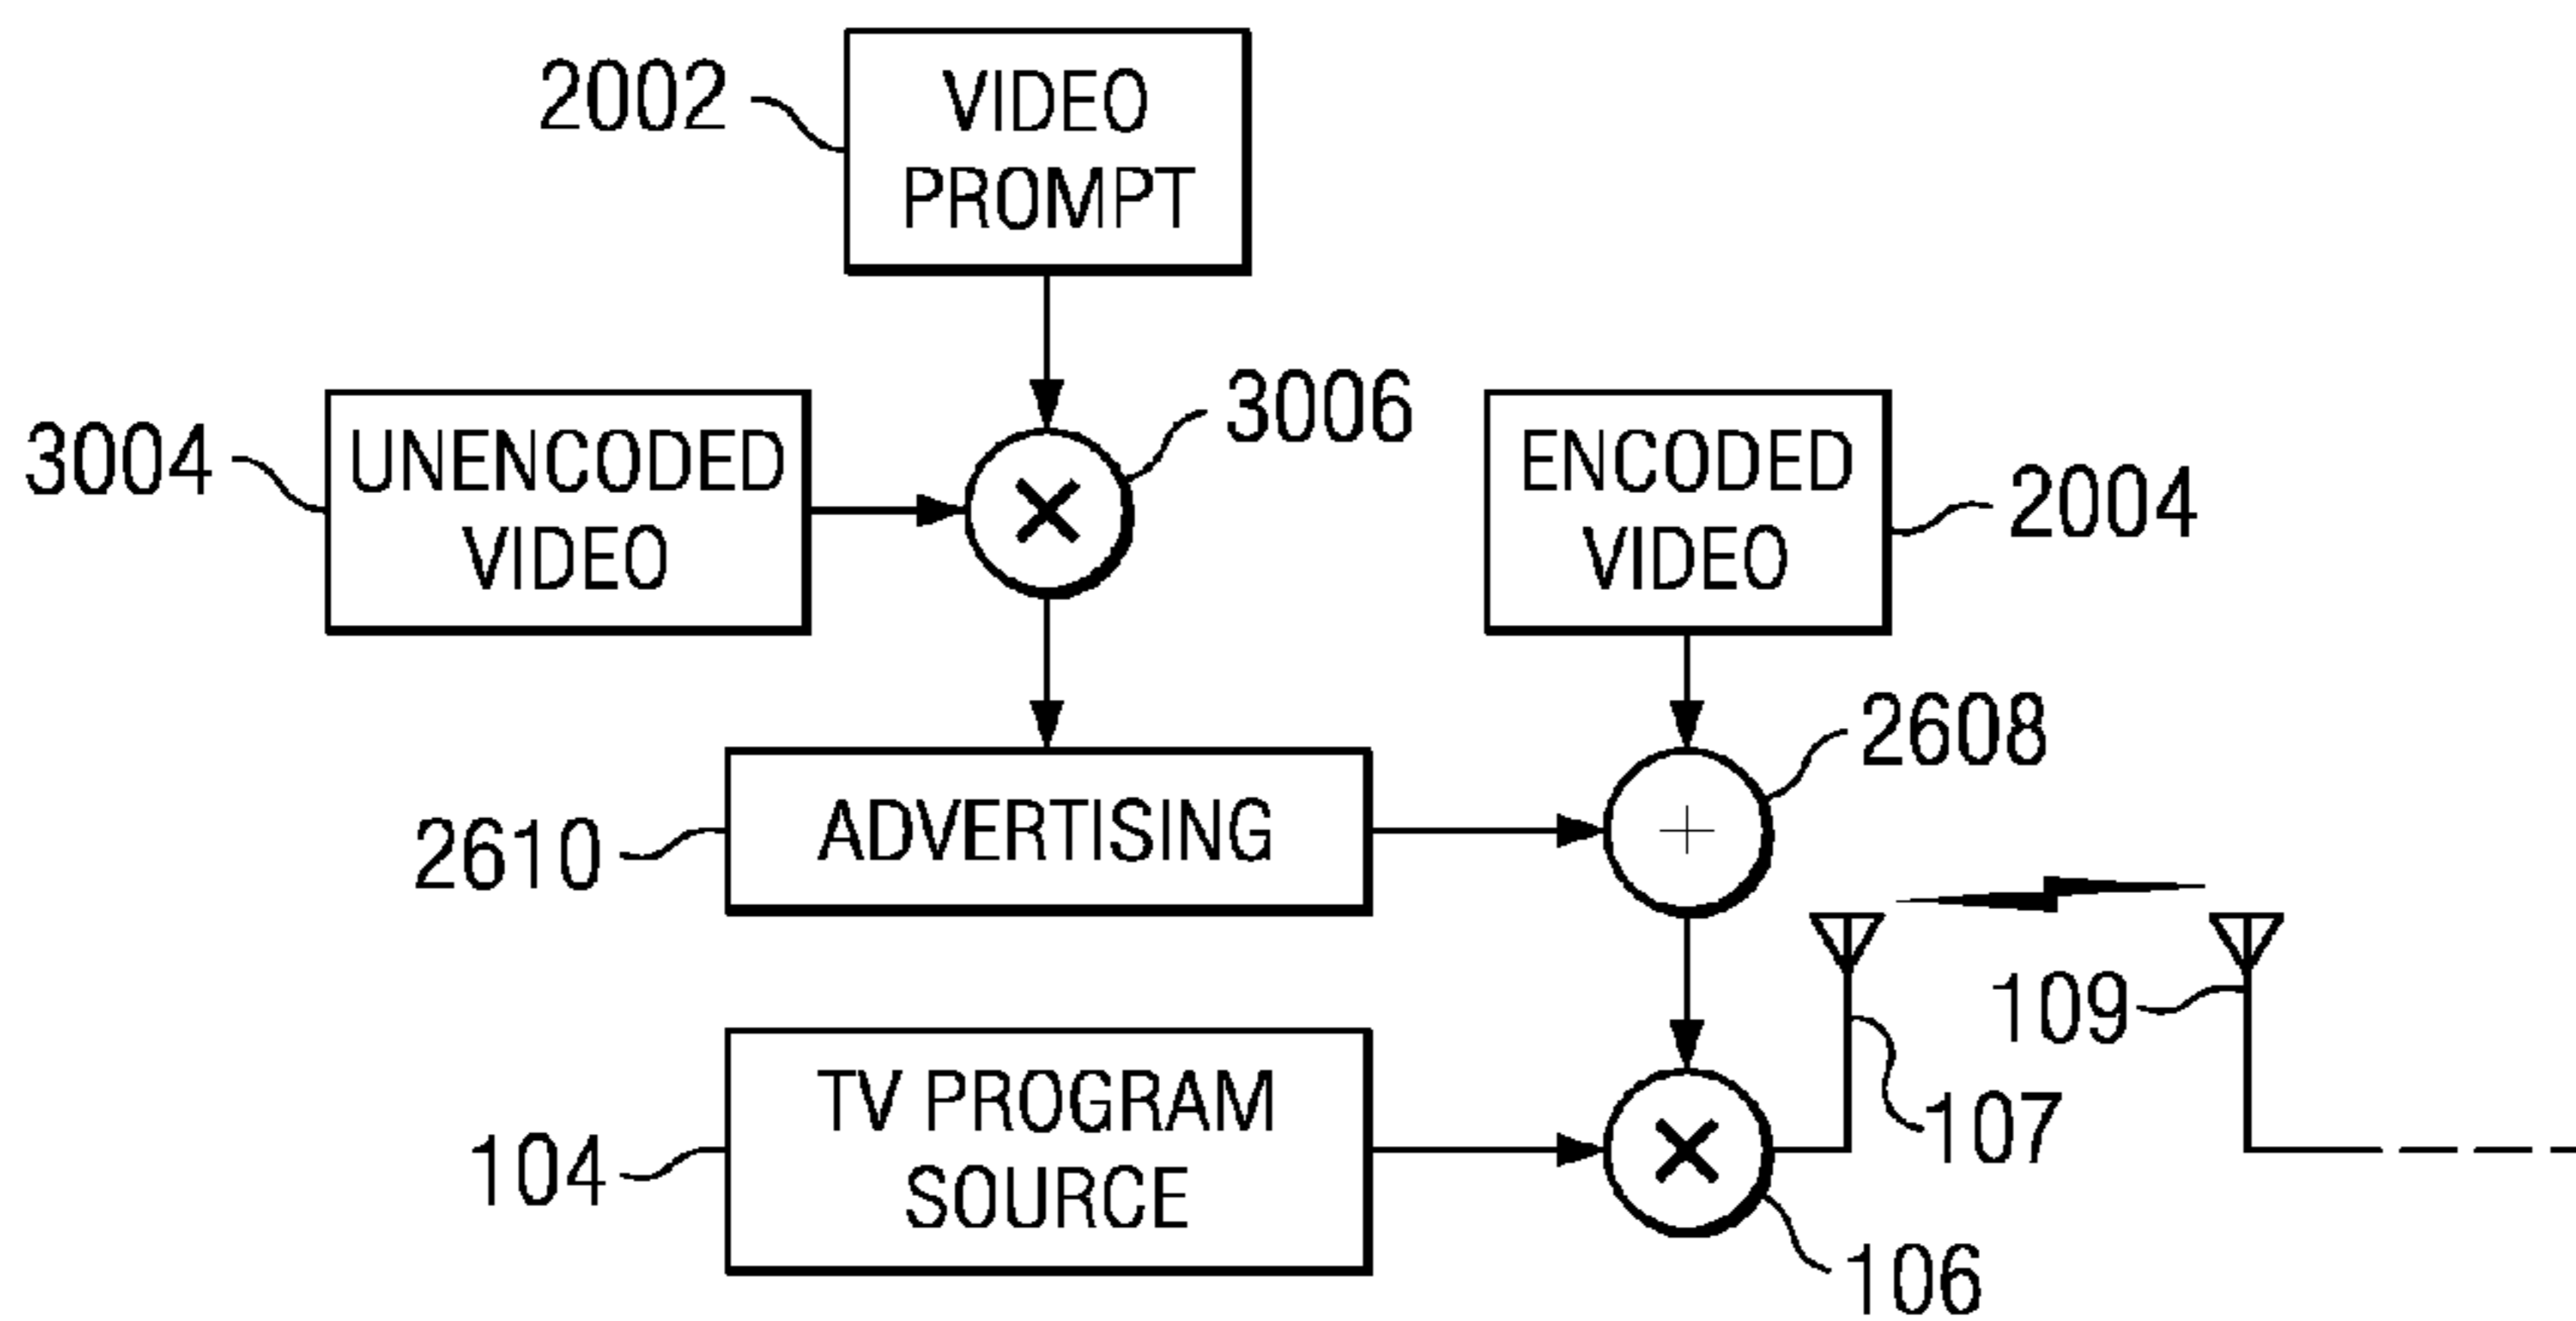 2002
VIDEO
PROMPT
3004
UNENCODED
VIDEO
3006
ENCODED
VIDEO
2004
2610
ADVERTISING
2608
104
TV PROGRAM
SOURCE
106
107
109